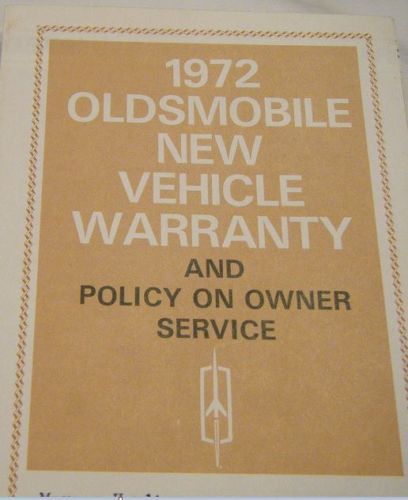 1972
OLDSMOBILE
NEW
VEHICLE
WARRANTY
AND
POLICY ON OWNER
SERVICE